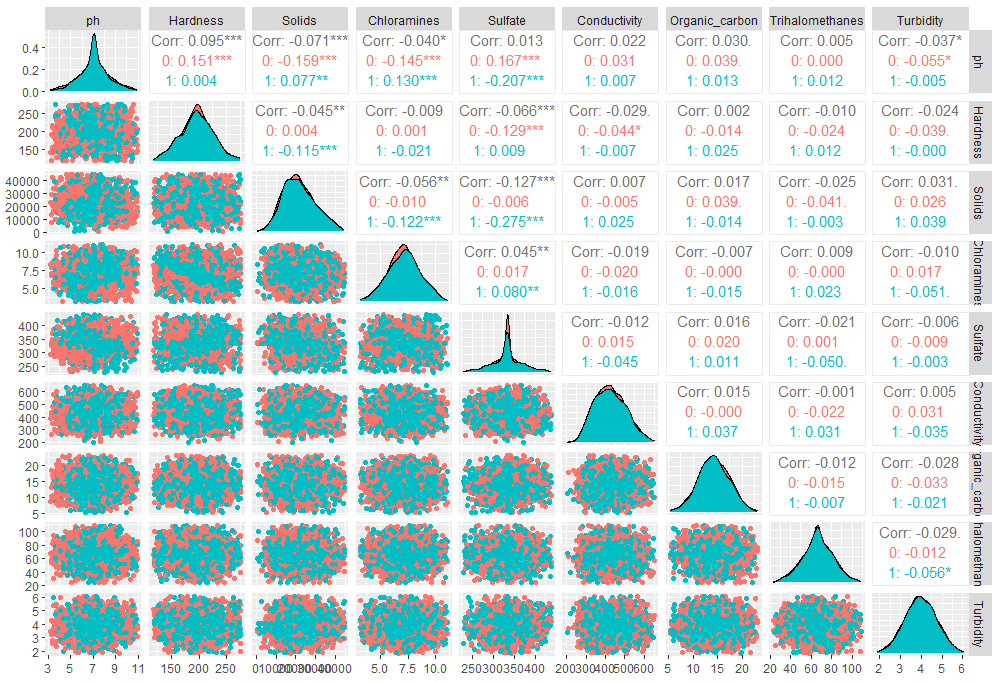 ph Hardness Solids Chloramines Sulfate Conductivity Organic_carbon Trihalomethanes Turbidity
0.4
0.2
0.0
Corr: 0.095*** Corr: -0.071*** Corr: -0.040* Corr: 0.013 Corr: 0.022 Corr: 0.030. Corr: 0.005 Corr: -0.037*
0: 0.151*** 0: -0.159*** 0: -0.145*** 0: 0.167*** 0: 0.031 0: 0.039. 0: 0.000 0: -0.055*
1: 0.004 1: 0.077** 1: 0.130*** 1: -0.207*** 1: 0.007 1: 0.013 1: 0.012 1: -0.005
ph
250
200
150
Corr: -0.045** Corr: -0.009 Corr: -0.066*** Corr: -0.029. Corr: 0.002 Corr: -0.010 Corr: -0.024
0: 0.004 0: 0.001 0: -0.129*** 0: -0.044* 0: -0.014 0: -0.024 0: -0.039.
1: -0.115*** 1: -0.021 1: 0.009 1: -0.007 1: 0.025 1: 0.012 1: -0.000
Hardness
40000
30000
20000
10000
0
Corr: -0.056** Corr: -0.127*** Corr: 0.007 Corr: 0.017 Corr: -0.025 Corr: 0.031.
0: -0.010 0: -0.006 0: -0.005 0: 0.039. 0: -0.041. 0: 0.026
1: -0.122*** 1: -0.275*** 1: 0.025 1: -0.014 1: -0.003 1: 0.039
Solids
10.0
7.5
5.0
Corr: 0.045** Corr: -0.019 Corr: -0.007 Corr: 0.009 Corr: -0.010
0: 0.017 0: -0.020 0: -0.000 0: -0.000 0: 0.017
1: 0.080** 1: -0.016 1: -0.015 1: 0.023 1: -0.051.
Chloramines
400
350
300
250
Corr: -0.012 Corr: 0.016 Corr: -0.021 Corr: -0.006
0: 0.015 0: 0.020 0: 0.001 0: -0.009
1: -0.045 1: 0.011 1: -0.050. 1: -0.003
Sulfate
600
500
400
300
200
Corr: 0.015 Corr: -0.001 Corr: 0.005
0: -0.000 0: -0.022 0: 0.031
1: 0.037 1: 0.031 1: -0.035
Conductivity
20
15
10
5
Corr: -0.012 Corr: -0.028
0: -0.015 0: -0.033
1: -0.007 1: -0.021
ganic_carb
100
80
60
40
20
Corr: -0.029.
0: -0.012
1: -0.056*
halomethan
6
5
4
3
2
Turbidity
3 5 7 9 11 150 200 250 5.0 7.5 10.0 250300350400 200300400500600 5 10 15 20 20 40 60 80 100 2 3 4 5 6